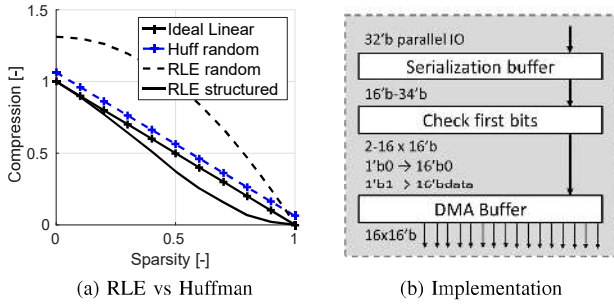 1.5
1
0.5
0
Compression [-]
0
0.5
1
Sparsity [-]
Ideal Linear
Huff random
RLE random
RLE structured
(a) RLE vs Huffman
32'b parallel IO
Serialization buffer
16'b-34'b
Check first bits
2-16 x 16'b
1'b0 → 16'b0
1'b1 > 16'bdata
DMA Buffer
16x16'b
(b) Implementation